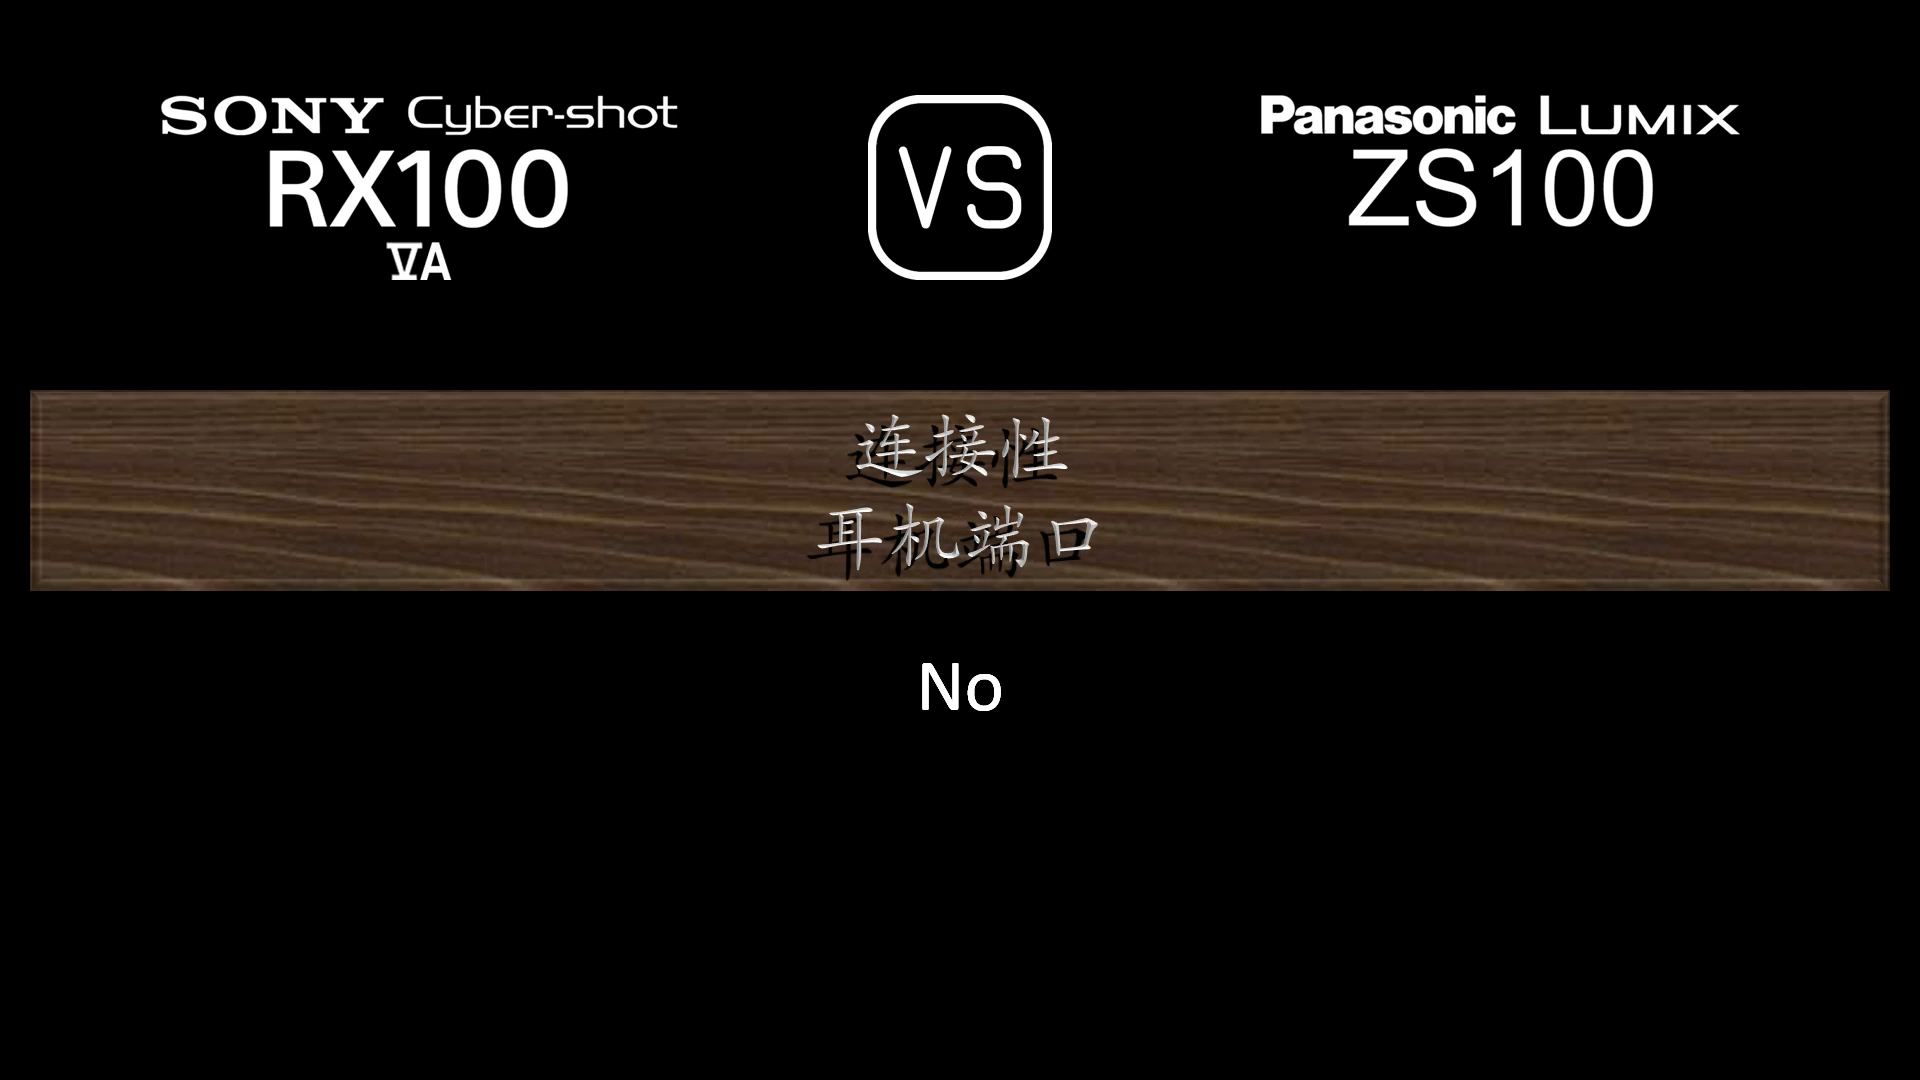 SONY Cyber-shot
RX100
VA
VS
Panasonic LUMIX
ZS100
连接性
耳机端口
No